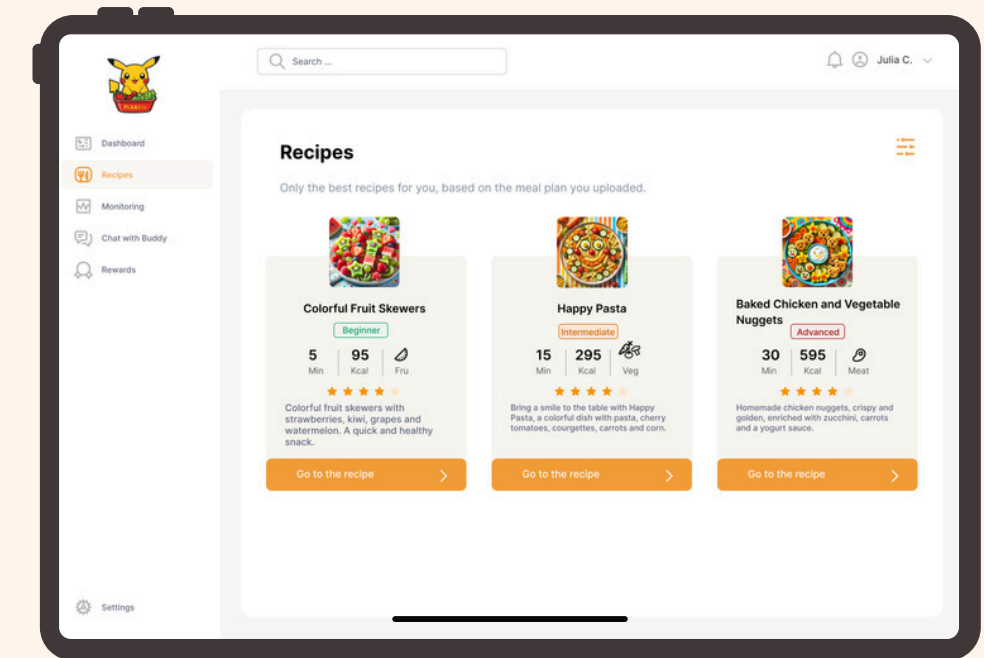 Search ...
Julia C.
Dashboard
Recipes
Monitoring
Chat with Buddy
Rewards
Settings
Recipes
Only the best recipes for you, based on the meal plan you uploaded.
Colorful Fruit Skewers
Beginner
5 95
Min Kcal Fru
Colorful fruit skewers with
strawberries, kiwi, grapes and
watermelon. A quick and healthy
snack.
Go to the recipe
Happy Pasta
Intermediate
15 295
Min Kcal Veg
Bring a smile to the table with Happy
Pasta, a colorful dish with pasta, cherry
tomatoes, courgettes, carrots and corn.
Go to the recipe
Baked Chicken and Vegetable
Nuggets
Advanced
30 595
Min Kcal Meat
Homemade chicken nuggets, crispy and
golden, enriched with zucchini, carrots
and a yogurt sauce.
Go to the recipe